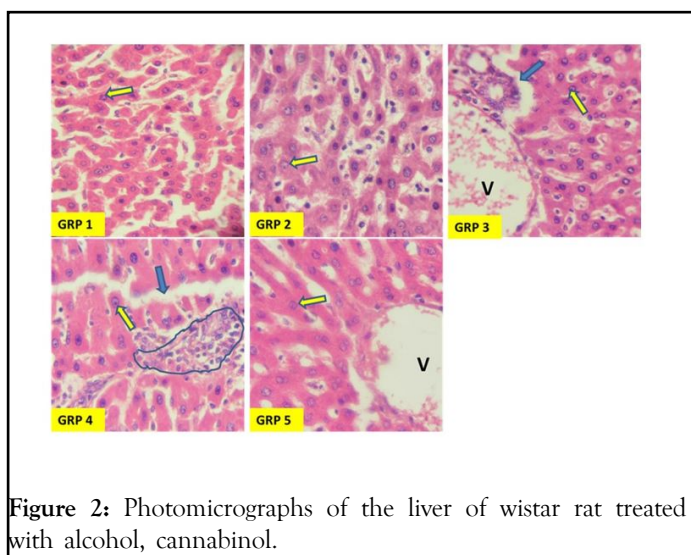 GRP 1
GRP 2
V
GRP 3
GRP 4
V
GRP 5
Figure 2: Photomicrographs of the liver of wistar rat treated
with alcohol, cannabinol.